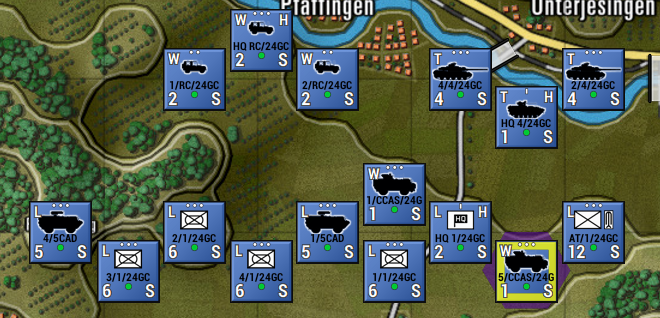 Pfäffingen
Unterjesingen
W H
HQ RC/24GC
2 S
W
1/RC/24GC
2 S
W
2/RC/24GC
2 S
T
4/4/24GC
4 S
T
2/4/24GC
4 S
T H
HQ 4/24GC
1 S
W
1/CCAS/24G
1 S
L
4/5CAD
5 S
L
2/1/24GC
6 S
L
1/5CAD
5 S
L H
HQ
HQ 1/24GC
2 S
L
AT/1/24GC
12 S
L
3/1/24GC
6 S
L
4/1/24GC
6 S
L
1/1/24GC
6 S
W
5/CCAS/24G
1 S